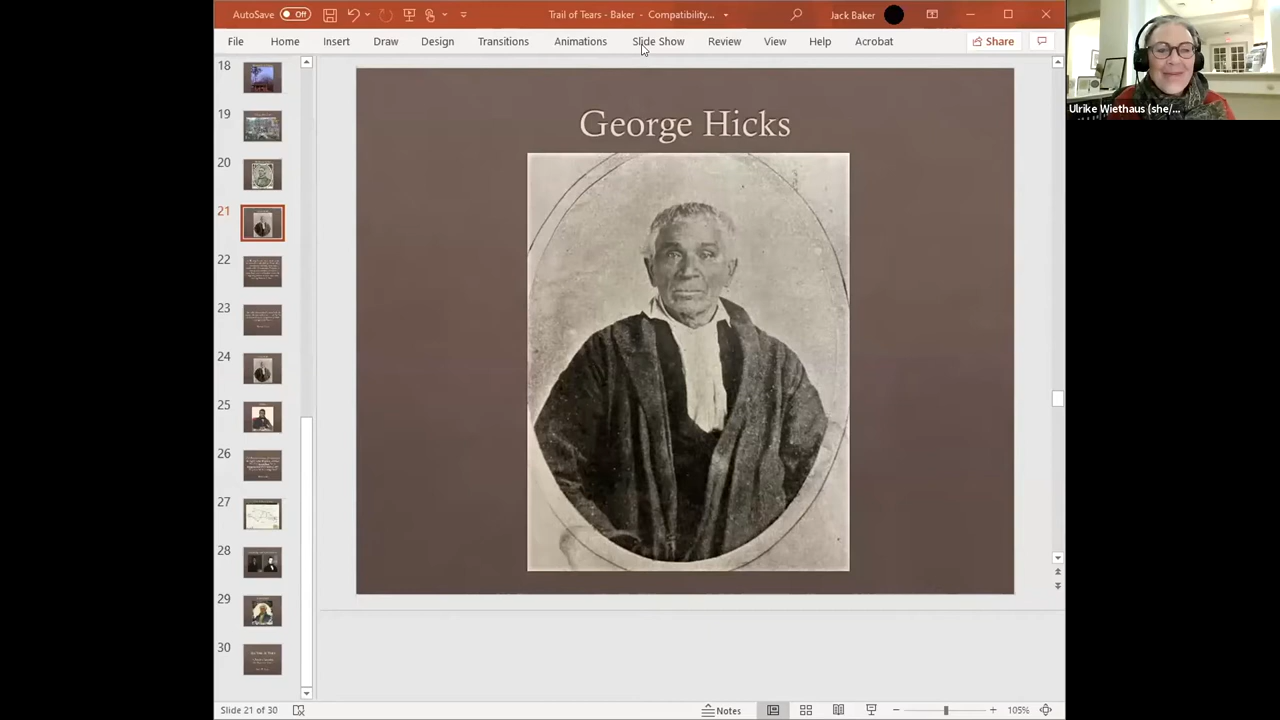 AutoSave Off
Trail of Tears - Baker - Compatibility...
Jack Baker
File Home Insert Draw Design Transitions Animations Slide Show Review View Help Acrobat Share
Ulrike Wiethaus (she/...
18
19
20
21
22
23
24
25
26
27
28
29
30
George Hicks
Slide 21 of 30
Notes
105%